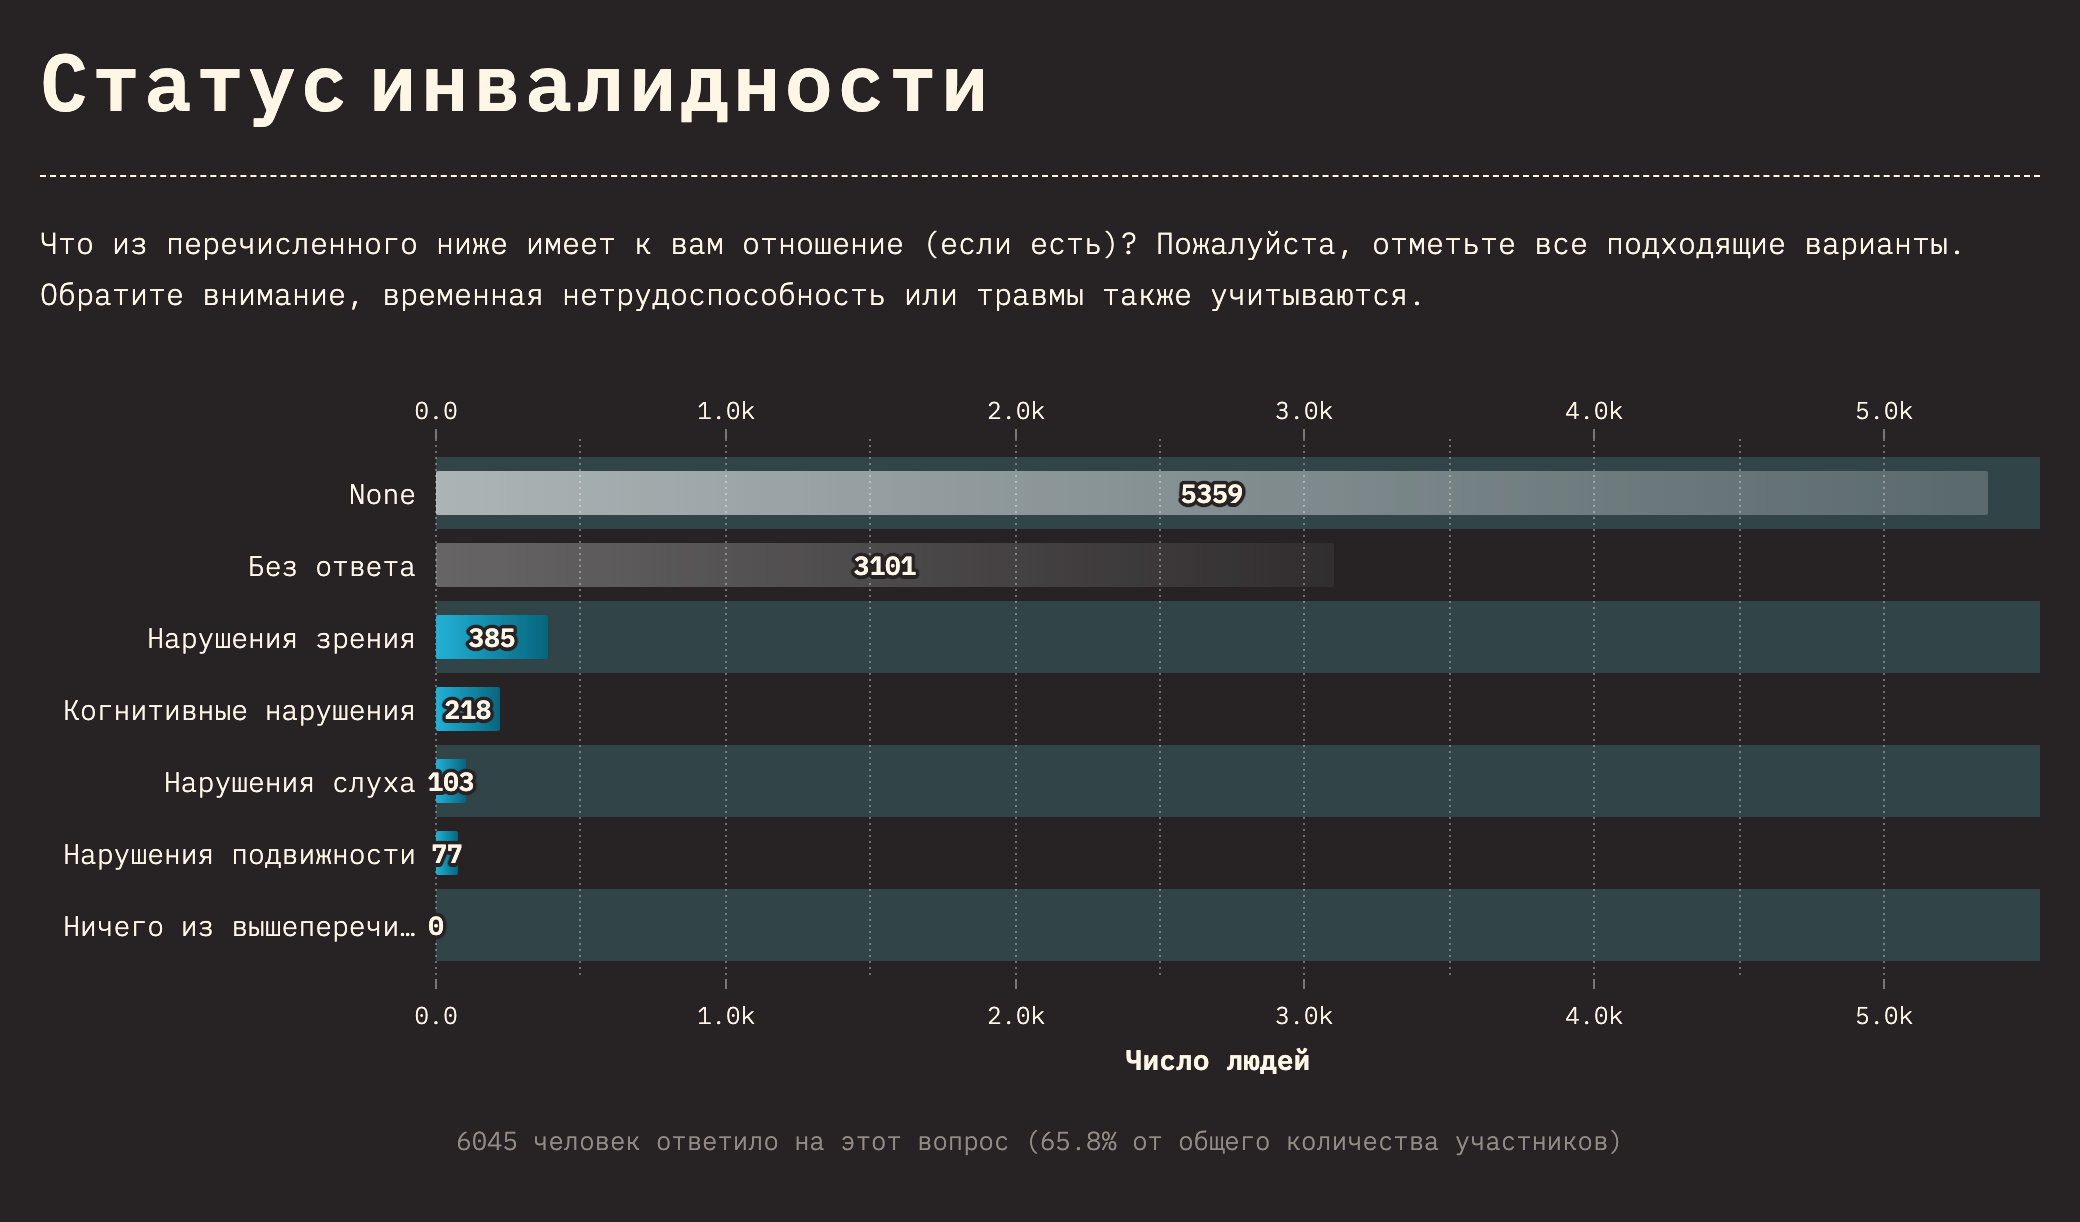 Статус инвалидности
Что из перечисленного ниже имеет к вам отношение (если есть)? Пожалуйста, отметьте все подходящие варианты.
Обратите внимание, временная нетрудоспособность или травмы также учитываются.
0.0 1.0k 2.0k 3.0k 4.0k 5.0k
None 5359
Без ответа 3101
Нарушения зрения 385
Когнитивные нарушения 218
Нарушения слуха 103
Нарушения подвижности 77
Ничего из вышеперечи… 0
0.0 1.0k 2.0k 3.0k 4.0k 5.0k
Число людей
6045 человек ответило на этот вопрос (65.8% от общего количества участников)